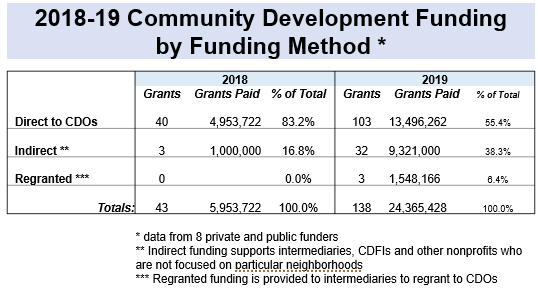 2018-19 Community Development Funding
by Funding Method *
2018 2019
Grants Grants Paid % of Total Grants Grants Paid % of Total
Direct to CDOs 40 4,953,722 83.2% 103 13,496,262 55.4%
Indirect ** 3 1,000,000 16.8% 32 9,321,000 38.3%
Regranted *** 0 0.0% 3 1,548,166 6.4%
Totals: 43 5,953,722 100.0% 138 24,365,428 100.0%
* data from 8 private and public funders
** Indirect funding supports intermediaries, CDFIs and other nonprofits who
are not focused on particular neighborhoods
*** Regranted funding is provided to intermediaries to regrant to CDOs